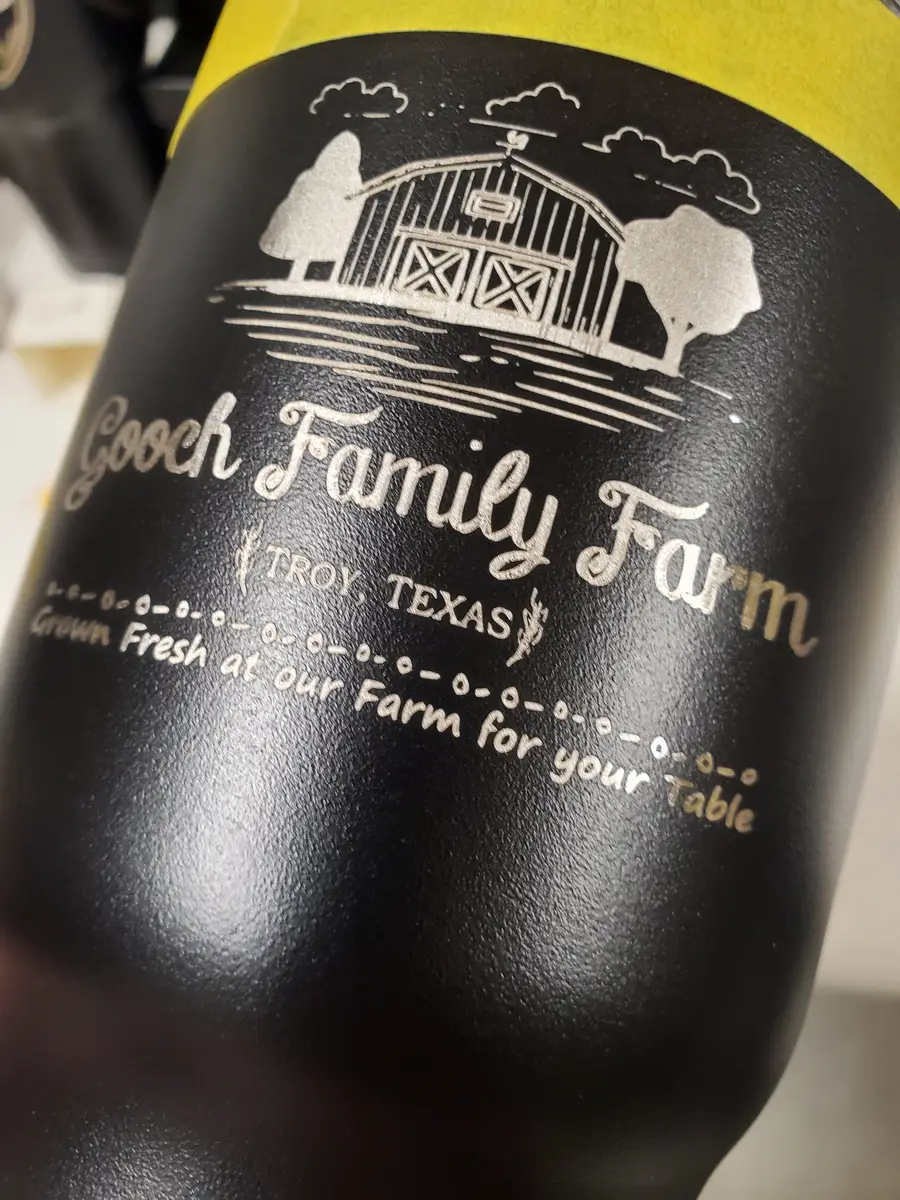 Gooch Family Farm
TROY, TEXAS
Grown Fresh at our Farm for your Table